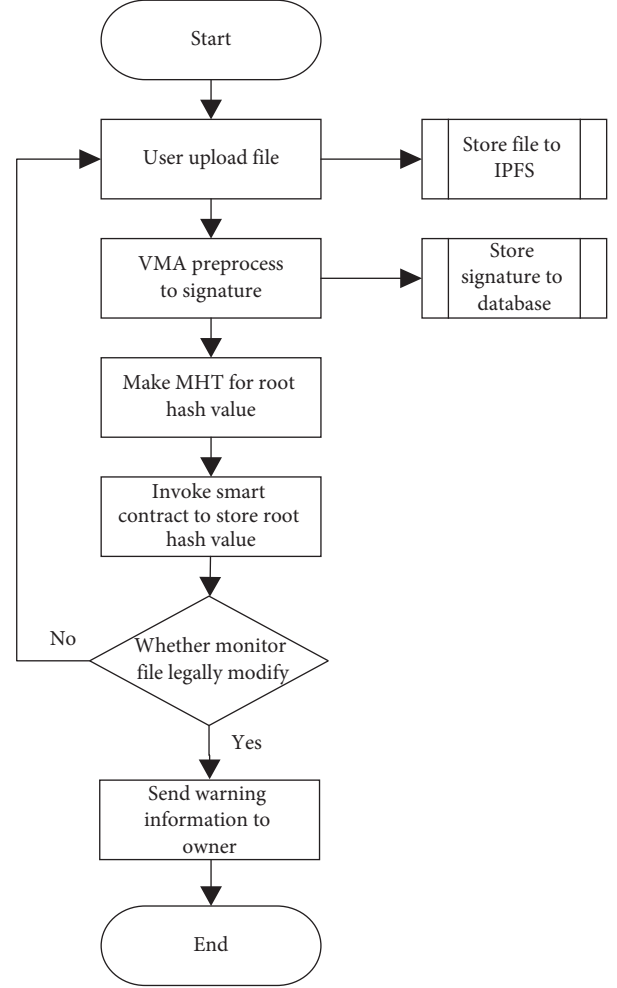 Start
User upload file
Store file to
IPFS
VMA preprocess
to signature
Store
signature to
database
Make MHT for root
hash value
Invoke smart
contract to store root
hash value
No
Whether monitor
file legally modify
Yes
Send warning
information to
owner
End